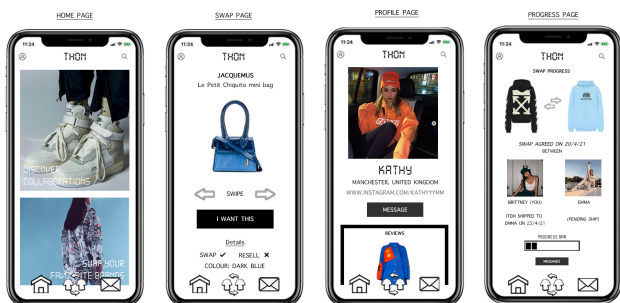 HOME PAGE
11:24
THON
DISCOVER
COLLABORATIONS
SWAP YOUR
FAVOURITE BRANDS
SWAP PAGE
11:24
THON
JACQUEMUS
Le Petit Chiquito mini bag
SWIPE
I WANT THIS
Details
SWAP ✓ RESELL ✗
COLOUR: DARK BLUE
PROFILE PAGE
11:24
THON
KATHY
MANCHESTER, UNITED KINGDOM
WWW.INSTAGRAM.COM/KATHYYYMM
MESSAGE
REVIEWS
PROGRESS PAGE
11:24
THON
SWAP PROGRESS
SWAP AGREED ON 20/4/21
BETWEEN
BRITTNEY (YOU) EMMA
ITEM SHIPPED TO
EMMA ON 23/4/21
(PENDING SHIP)
PROGRESS BAR
MESSAGES